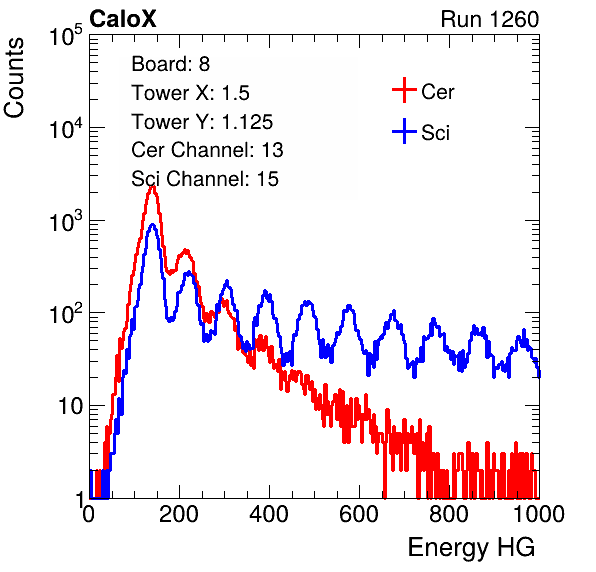 CaloX Run 1260
Counts
Board: 8
Tower X: 1.5
Tower Y: 1.125
Cer Channel: 13
Sci Channel: 15
Cer
Sci
10^5
10^4
10^3
10^2
10
1
0 200 400 600 800 1000
Energy HG